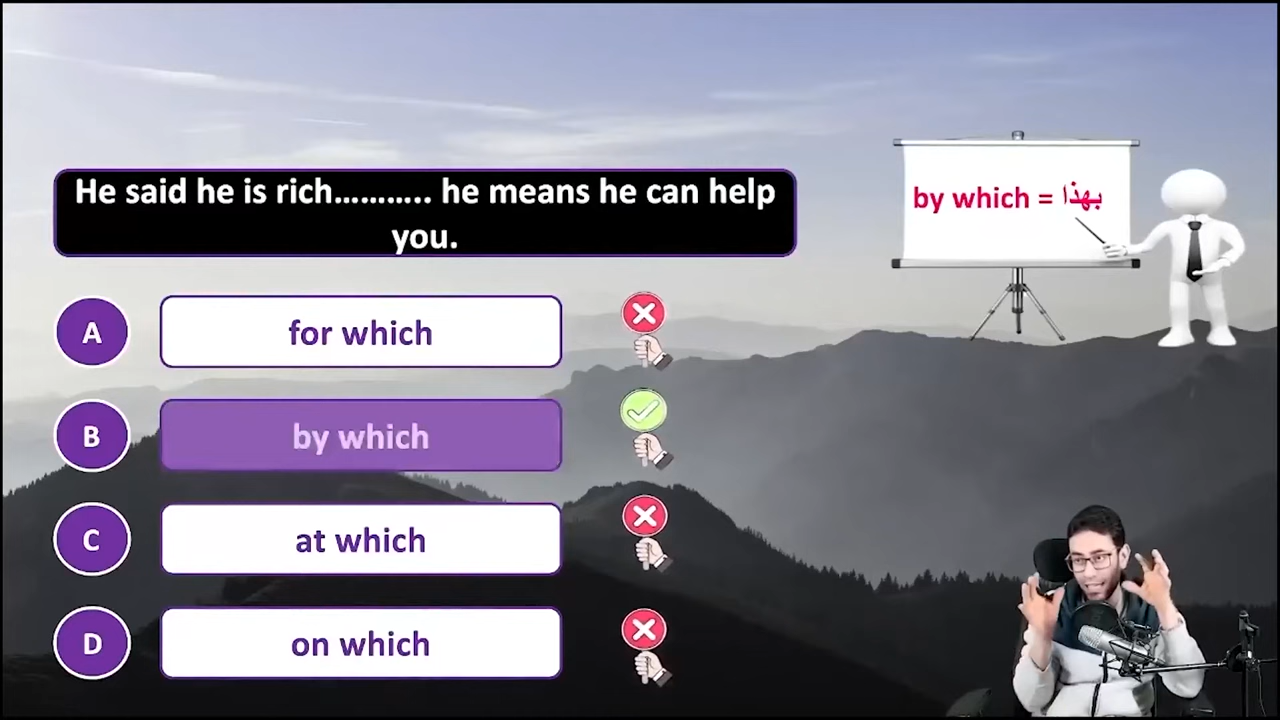 He said he is rich........... he means he can help
you.
by which = بهذا
A
for which
B
by which
C
at which
D
on which